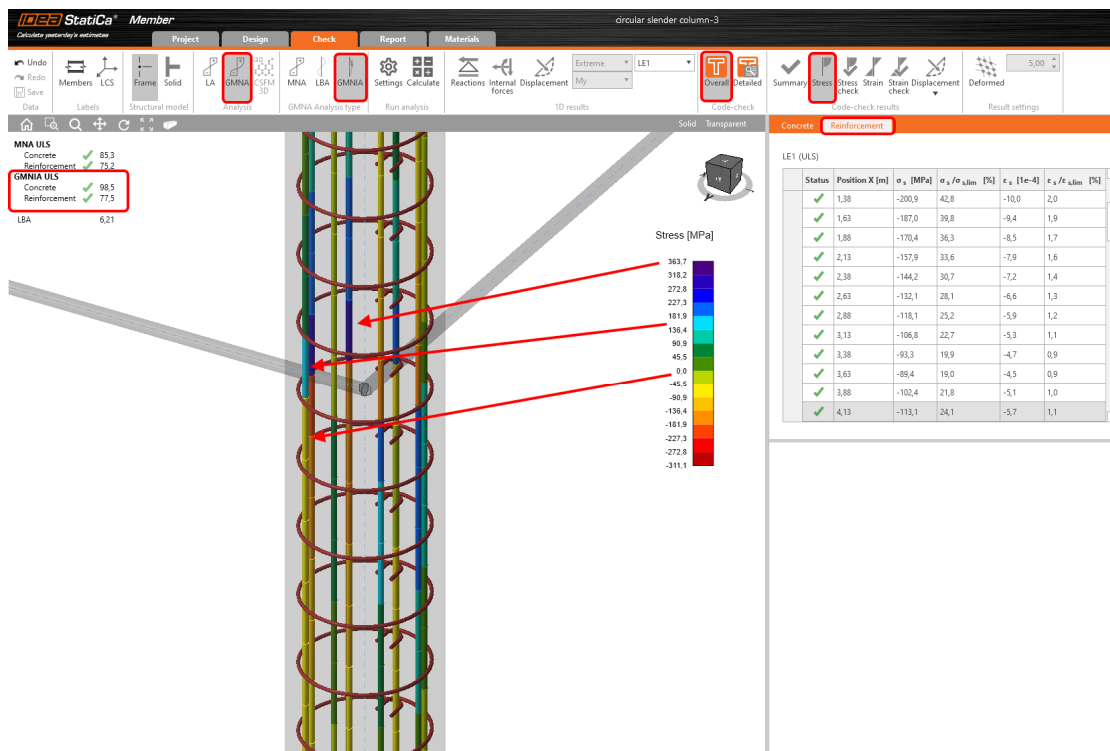 IDEA StatiCa® Member
Calculate yesterday's estimates
circular slender column-3
Project Design Check Report Materials
Undo
Redo
Save
Members LCS
Frame Solid
LA GMNA CSFM 3D
3D
MNA LBA GMNIA
Settings Calculate
Reactions Internal forces Displacement
Extreme LE1
My
Overall Detailed
Summary Stress Stress check Strain Strain check Displacement
Deformed
5,00
Data Labels Structural model Analysis GMNA Analysis type Run analysis 1D results Code-check Code-check results Result settings
Solid Transparent
Concrete Reinforcement
MNA ULS
Concrete 85,3
Reinforcement 75,2
GMNIA ULS
Concrete 98,5
Reinforcement 77,5
LBA 6,21
Stress [MPa]
363,7
318,2
272,8
227,3
181,9
136,4
90,9
45,5
0,0
-45,5
-90,9
-136,4
-181,9
-227,3
-272,8
-311,1
LE1 (ULS)
Status Position X [m] σ s [MPa] σ s /σ s,lim [%] ε s [1e-4] ε s /ε s,lim [%]
1,38 -200,9 42,8 -10,0 2,0
1,63 -187,0 39,8 -9,4 1,9
1,88 -170,4 36,3 -8,5 1,7
2,13 -157,9 33,6 -7,9 1,6
2,38 -144,2 30,7 -7,2 1,4
2,63 -132,1 28,1 -6,6 1,3
2,88 -118,1 25,2 -5,9 1,2
3,13 -106,8 22,7 -5,3 1,1
3,38 -93,3 19,9 -4,7 0,9
3,63 -89,4 19,0 -4,5 0,9
3,88 -102,4 21,8 -5,1 1,0
4,13 -113,1 24,1 -5,7 1,1